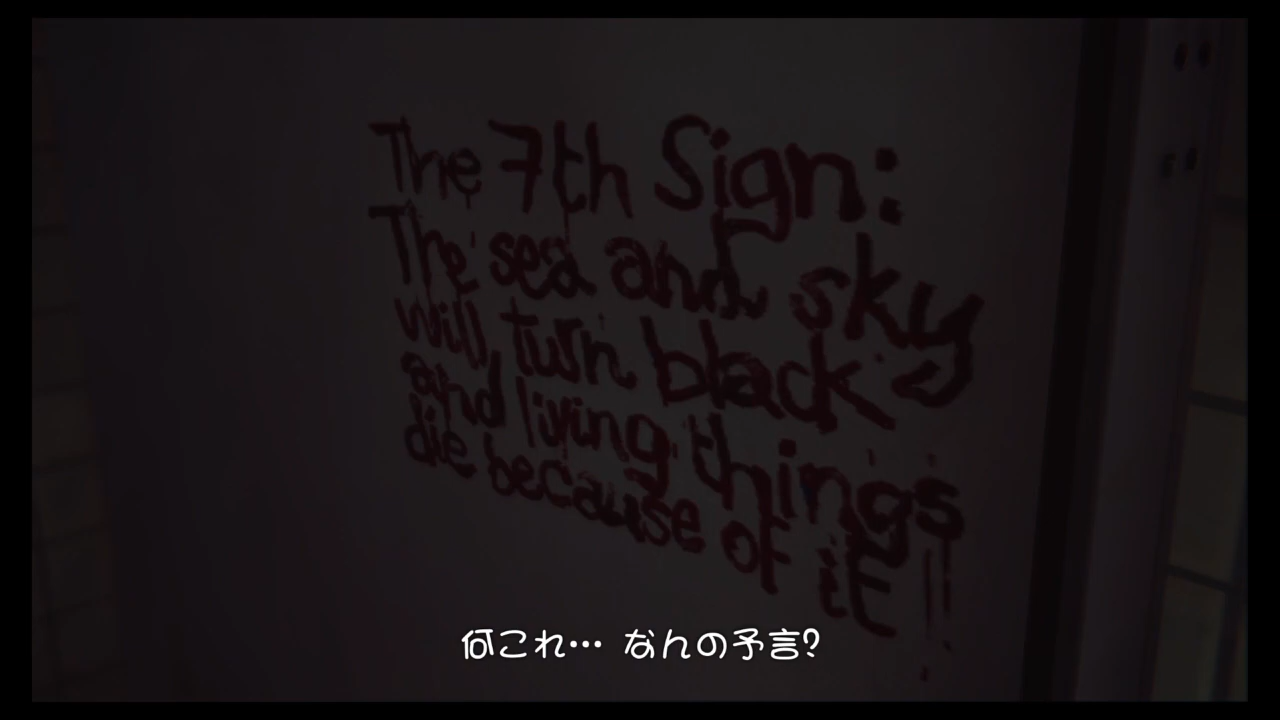 The 7th Sign:
The sea and sky
will turn black
and living things
die because of it
何これ… なんの予言?